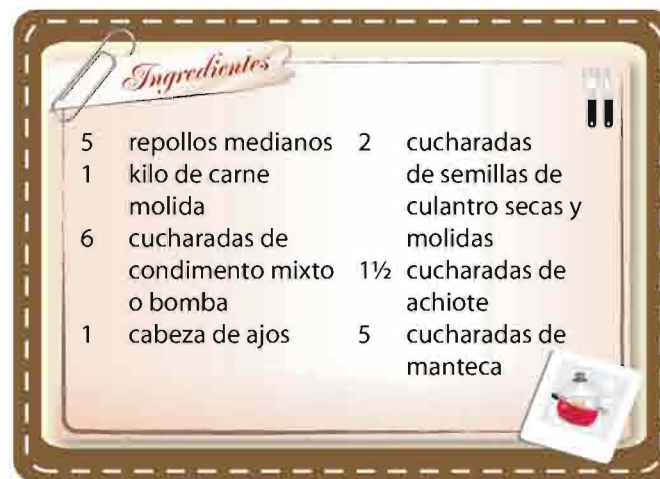 Ingredientes
5 repollos medianos
1 kilo de carne
molida
6 cucharadas de
condimento mixto
o bomba
1 cabeza de ajos
2 cucharadas
de semillas de
culantro secas y
molidas
1½ cucharadas de
achiote
5 cucharadas de
manteca